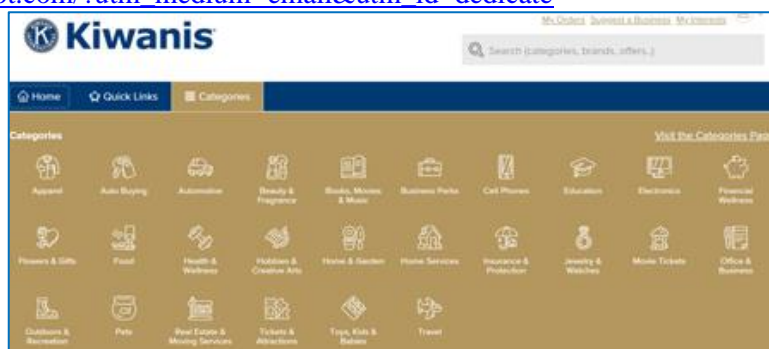 ot.com/?utm_medium=email&utm_id=dedicate
My Orders Suggest a Business My Interests
K Kiwanis
Search (categories, brands, offers..)
Home Quick Links Categories
Categories Visit the Categories Pag
Apparel Auto Buying Automotive Beauty & Fragrance Books, Movies & Music Business Perks Cell Phones Education Electronics Financial Wellness
Flowers & Gifts Food Health & Wellness Hobbies & Creative Arts Home & Garden Home Services Insurance & Protection Jewelry & Watches Movie Tickets Office & Business
Outdoors & Recreation Pets Real Estate & Moving Services Tickets & Attractions Toys, Kids & Babies Travel